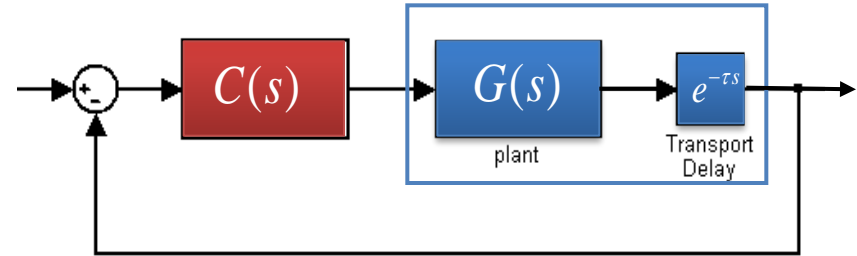 +
-
C(s)
G(s)
e^{-τs}
plant
Transport
Delay